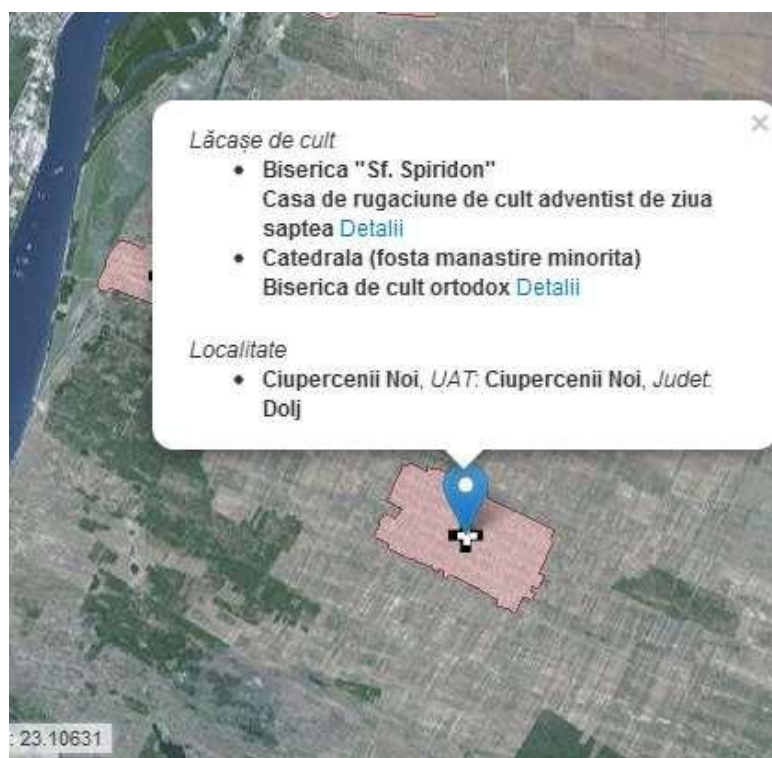 ×
Lăcașe de cult
• Biserica "Sf. Spiridon"
Casa de rugaciune de cult adventist de ziua
saptea Detalii
• Catedrala (fosta manastire minorita)
Biserica de cult ortodox Detalii
Localitate
• Ciupercenii Noi, UAT: Ciupercenii Noi, Judet:
Dolj
: 23.10631